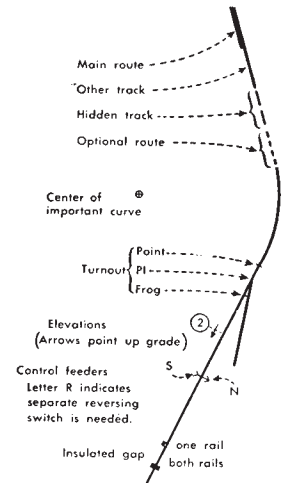 Main route
Other track
Hidden track
Optional route
Center of
important curve
Point
Turnout PI
Frog
Elevations 2
(Arrows point up grade)
Control feeders S
Letter R indicates N
separate reversing
switch is needed.
one rail
Insulated gap both rails